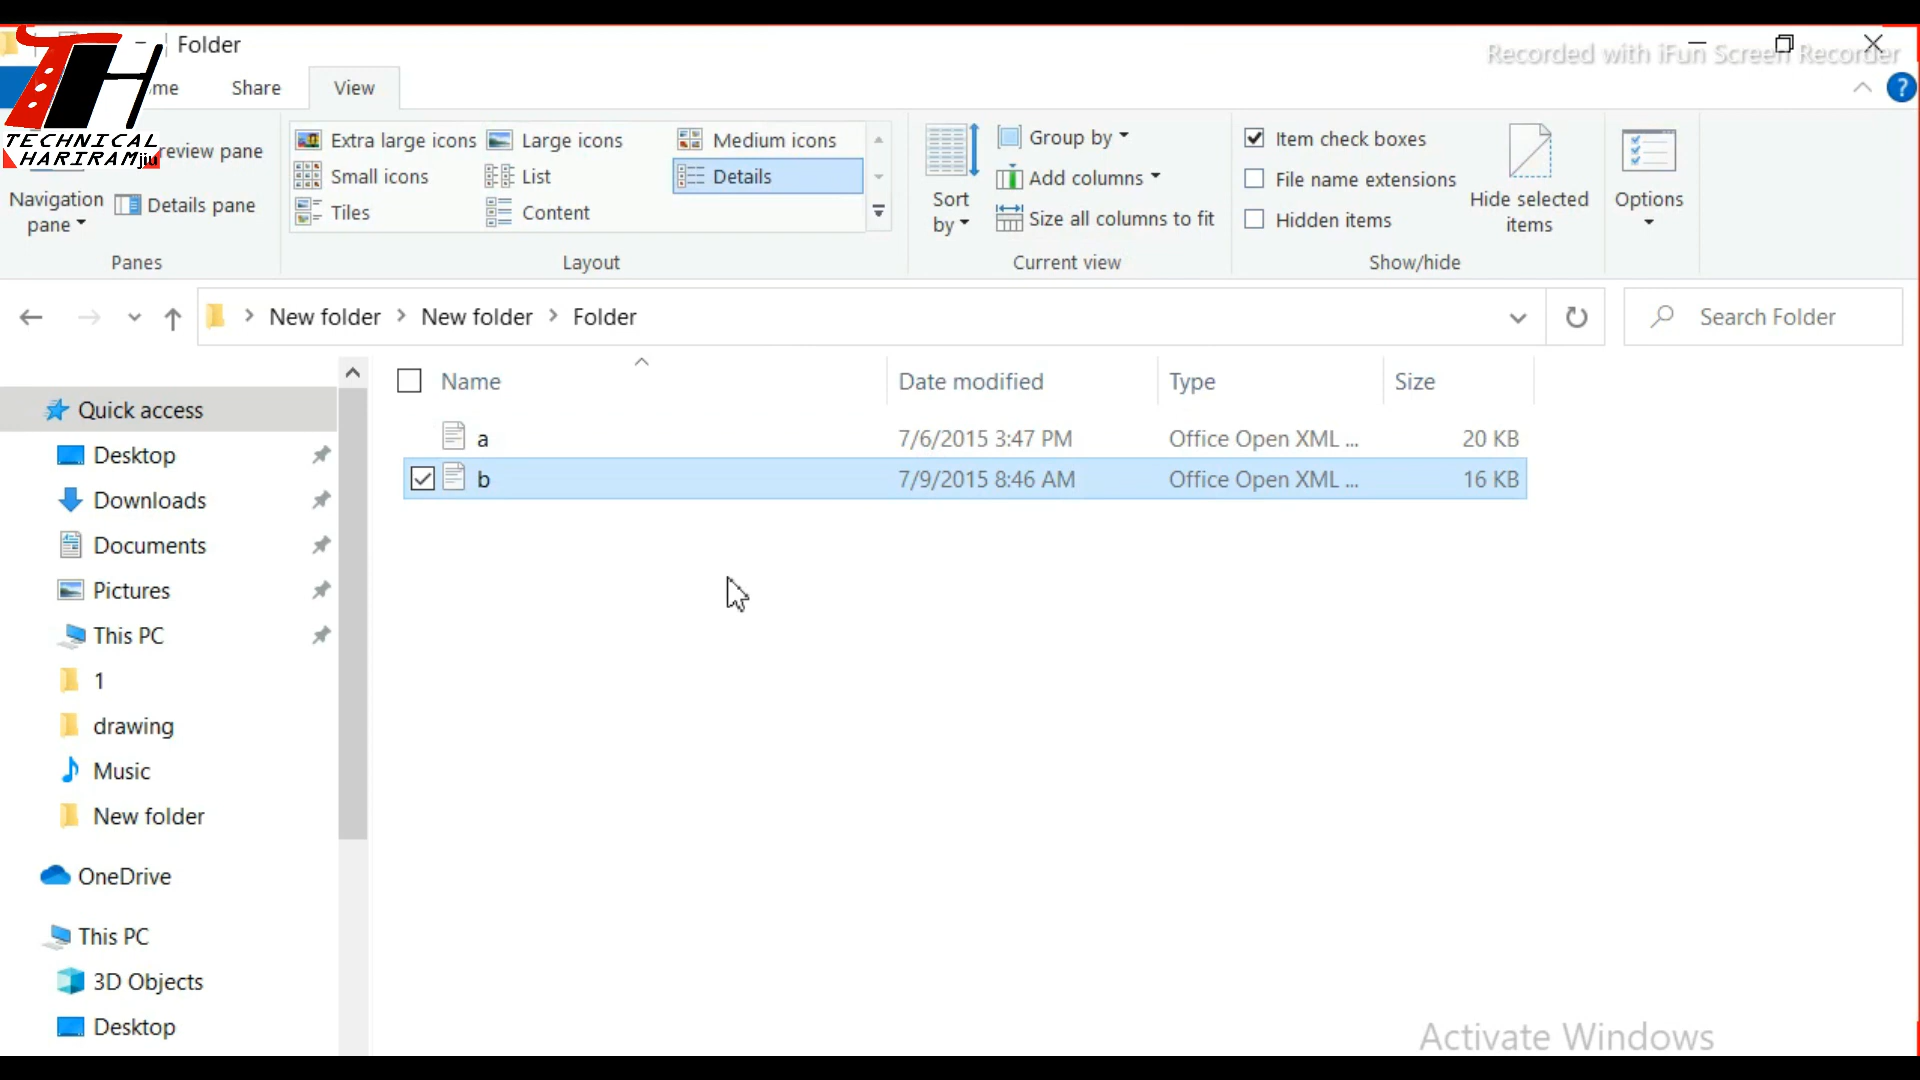 Folder
Recorded with iFun Screen Recorder
TH
TECHNICAL
HARIRAMjiu
me
Share
View
review pane
Navigation
pane
Details pane
Panes
Extra large icons
Large icons
Medium icons
Small icons
List
Details
Tiles
Content
Layout
Sort
by
Group by
Add columns
Size all columns to fit
Current view
Item check boxes
File name extensions
Hidden items
Hide selected
items
Show/hide
Options
?
New folder > New folder > Folder
Search Folder
Quick access
Desktop
Downloads
Documents
Pictures
This PC
1
drawing
Music
New folder
OneDrive
This PC
3D Objects
Desktop
Name Date modified Type Size
a 7/6/2015 3:47 PM Office Open XML ... 20 KB
b 7/9/2015 8:46 AM Office Open XML ... 16 KB
Activate Windows